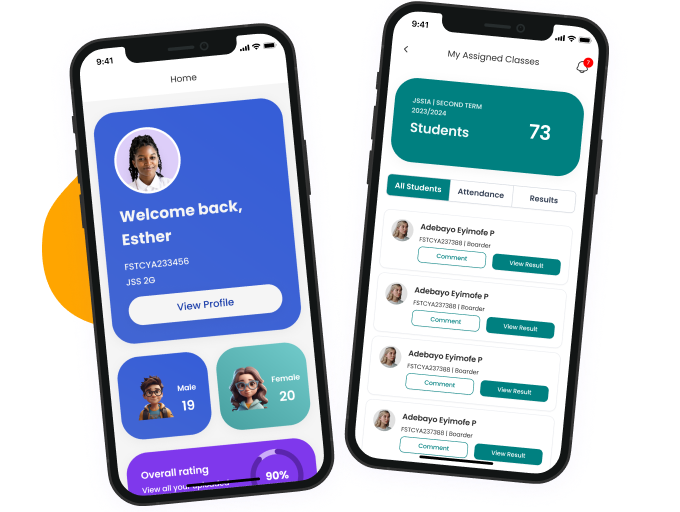 9:41
Home
Welcome back,
Esther
FSTCYA233456
JSS 2G
View Profile
Male
19
Female
20
Overall rating
View all your uploaded
90%
9:41
My Assigned Classes
7
JSS1A | SECOND TERM
2023/2024
Students
73
All Students
Attendance
Results
Adebayo Eyimofe P
FSTCYA237388 | Boarder
Comment
View Result
Adebayo Eyimofe P
FSTCYA237388 | Boarder
Comment
View Result
Adebayo Eyimofe P
FSTCYA237388 | Boarder
Comment
View Result
Adebayo Eyimofe P
FSTCYA237388 | Boarder
Comment
View Result